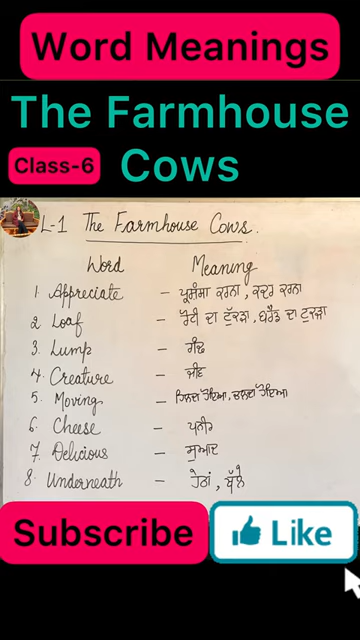 Word Meanings
The Farmhouse
Class-6 Cows
L-1 The Farmhouse Cows.
Word Meaning
1. Appreciate – ਪ੍ਰਸੰਸਾ ਕਰਨਾ, ਕਦਰ ਕਰਨਾ
2. Loaf – ਰੋਟੀ ਦਾ ਟੁੱਕੜਾ, ਬਰੈੱਡ ਦਾ ਟੁਕੜਾ
3. Lump – ਗੰਢ
4. Creature – ਜੀਵ
5. Moving – ਹਿਲਦਾ ਹੋਇਆ, ਚਲਦਾ ਹੋਇਆ
6. Cheese – ਪਨੀਰ
7. Delicious – ਸੁਆਦ
8. Underneath – ਹੇਠਾਂ, ਥੱਲੇ
Subscribe Like